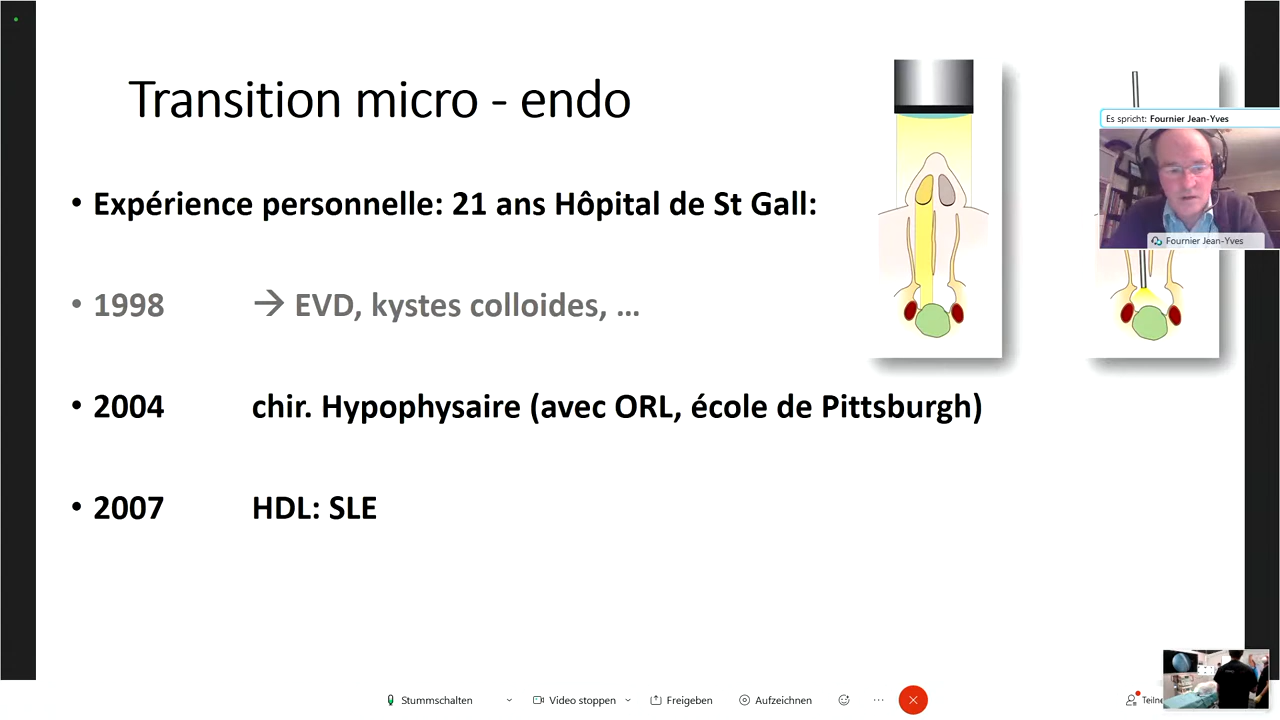 Transition micro - endo
Es spricht: Fournier Jean-Yves
• Expérience personnelle: 21 ans Hôpital de St Gall:
Fournier Jean-Yves
• 1998 → EVD, kystes colloides, …
• 2004 chir. Hypophysaire (avec ORL, école de Pittsburgh)
• 2007 HDL: SLE
Stummschalten
Video stoppen
Freigeben
Aufzeichnen